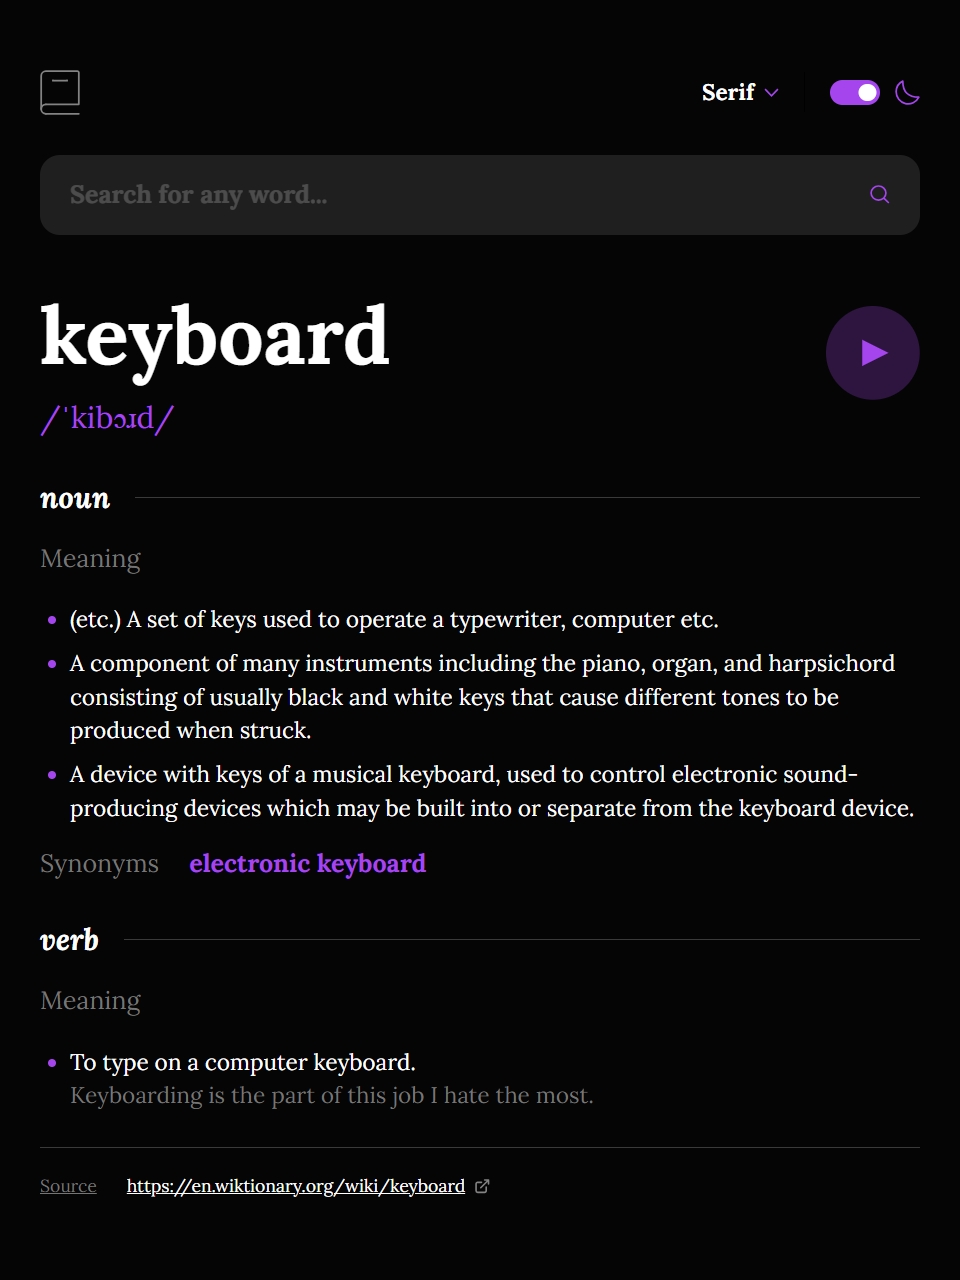 Serif
Search for any word...
keyboard
/ˈkibɔɹd/
noun
Meaning
(etc.) A set of keys used to operate a typewriter, computer etc.
A component of many instruments including the piano, organ, and harpsichord
consisting of usually black and white keys that cause different tones to be
produced when struck.
A device with keys of a musical keyboard, used to control electronic sound-
producing devices which may be built into or separate from the keyboard device.
Synonyms electronic keyboard
verb
Meaning
To type on a computer keyboard.
Keyboarding is the part of this job I hate the most.
Source https://en.wiktionary.org/wiki/keyboard